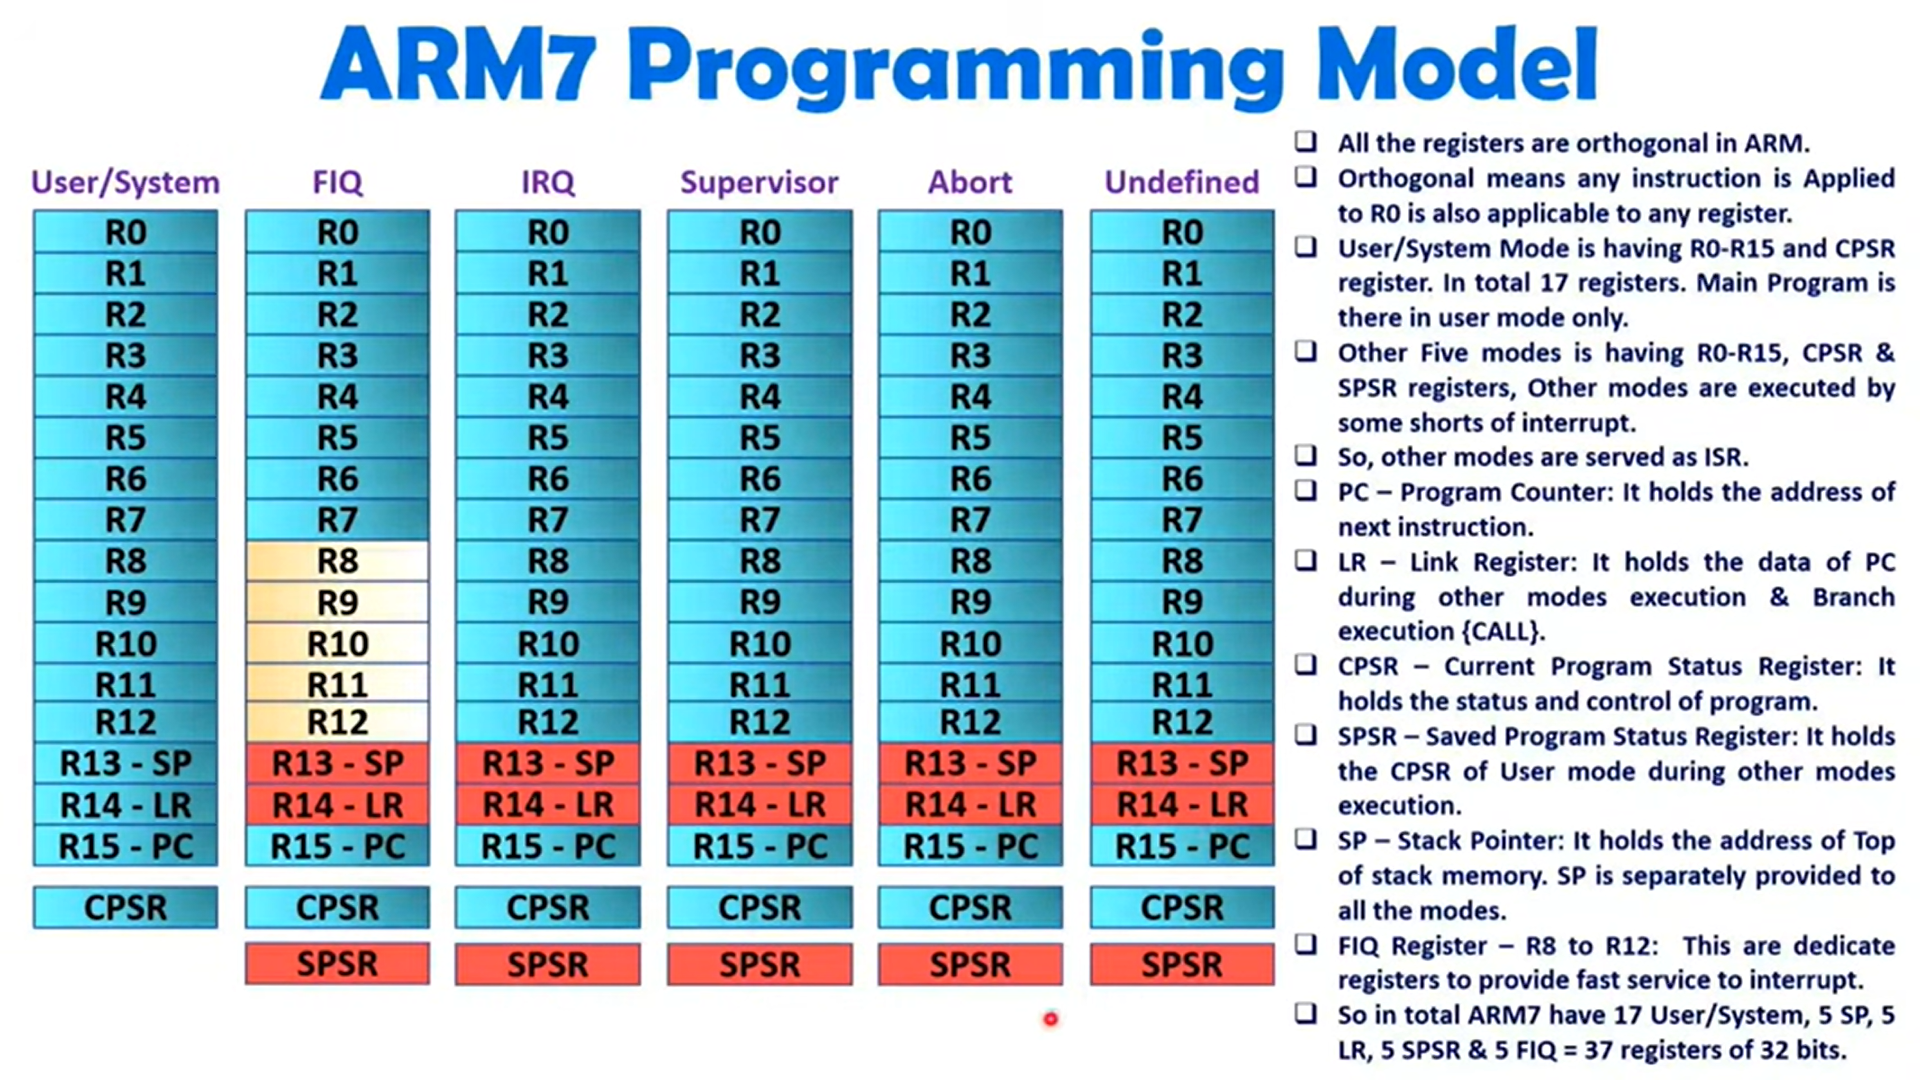 ARM7 Programming Model
User/System FIQ IRQ Supervisor Abort Undefined
R0 R0 R0 R0 R0 R0
R1 R1 R1 R1 R1 R1
R2 R2 R2 R2 R2 R2
R3 R3 R3 R3 R3 R3
R4 R4 R4 R4 R4 R4
R5 R5 R5 R5 R5 R5
R6 R6 R6 R6 R6 R6
R7 R7 R7 R7 R7 R7
R8 R8 R8 R8 R8 R8
R9 R9 R9 R9 R9 R9
R10 R10 R10 R10 R10 R10
R11 R11 R11 R11 R11 R11
R12 R12 R12 R12 R12 R12
R13 - SP R13 - SP R13 - SP R13 - SP R13 - SP R13 - SP
R14 - LR R14 - LR R14 - LR R14 - LR R14 - LR R14 - LR
R15 - PC R15 - PC R15 - PC R15 - PC R15 - PC R15 - PC
CPSR CPSR CPSR CPSR CPSR CPSR
SPSR SPSR SPSR SPSR SPSR
❑ All the registers are orthogonal in ARM.
❑ Orthogonal means any instruction is Applied
to R0 is also applicable to any register.
❑ User/System Mode is having R0-R15 and CPSR
register. In total 17 registers. Main Program is
there in user mode only.
❑ Other Five modes is having R0-R15, CPSR &
SPSR registers, Other modes are executed by
some shorts of interrupt.
❑ So, other modes are served as ISR.
❑ PC – Program Counter: It holds the address of
next instruction.
❑ LR – Link Register: It holds the data of PC
during other modes execution & Branch
execution {CALL}.
❑ CPSR – Current Program Status Register: It
holds the status and control of program.
❑ SPSR – Saved Program Status Register: It holds
the CPSR of User mode during other modes
execution.
❑ SP – Stack Pointer: It holds the address of Top
of stack memory. SP is separately provided to
all the modes.
❑ FIQ Register – R8 to R12: This are dedicate
registers to provide fast service to interrupt.
❑ So in total ARM7 have 17 User/System, 5 SP, 5
LR, 5 SPSR & 5 FIQ = 37 registers of 32 bits.